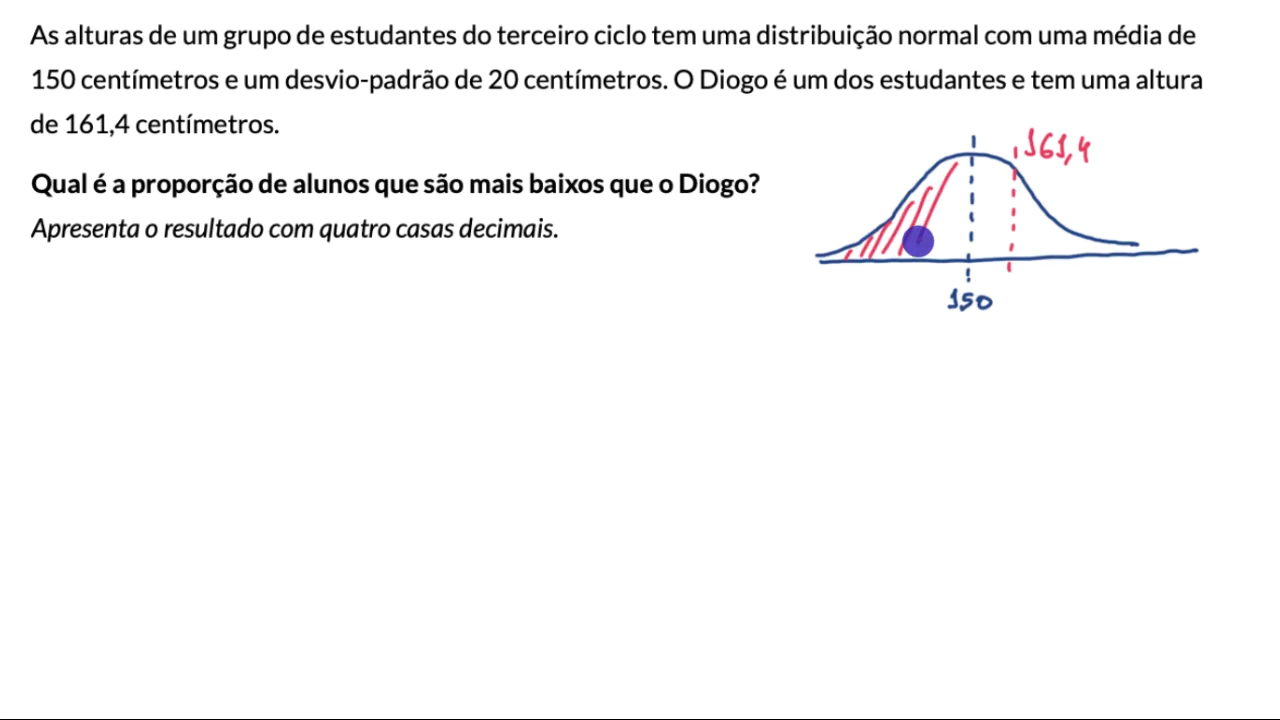 As alturas de um grupo de estudantes do terceiro ciclo tem uma distribuição normal com uma média de
150 centímetros e um desvio-padrão de 20 centímetros. O Diogo é um dos estudantes e tem uma altura
de 161,4 centímetros.
161,4
Qual é a proporção de alunos que são mais baixos que o Diogo?
Apresenta o resultado com quatro casas decimais.
150